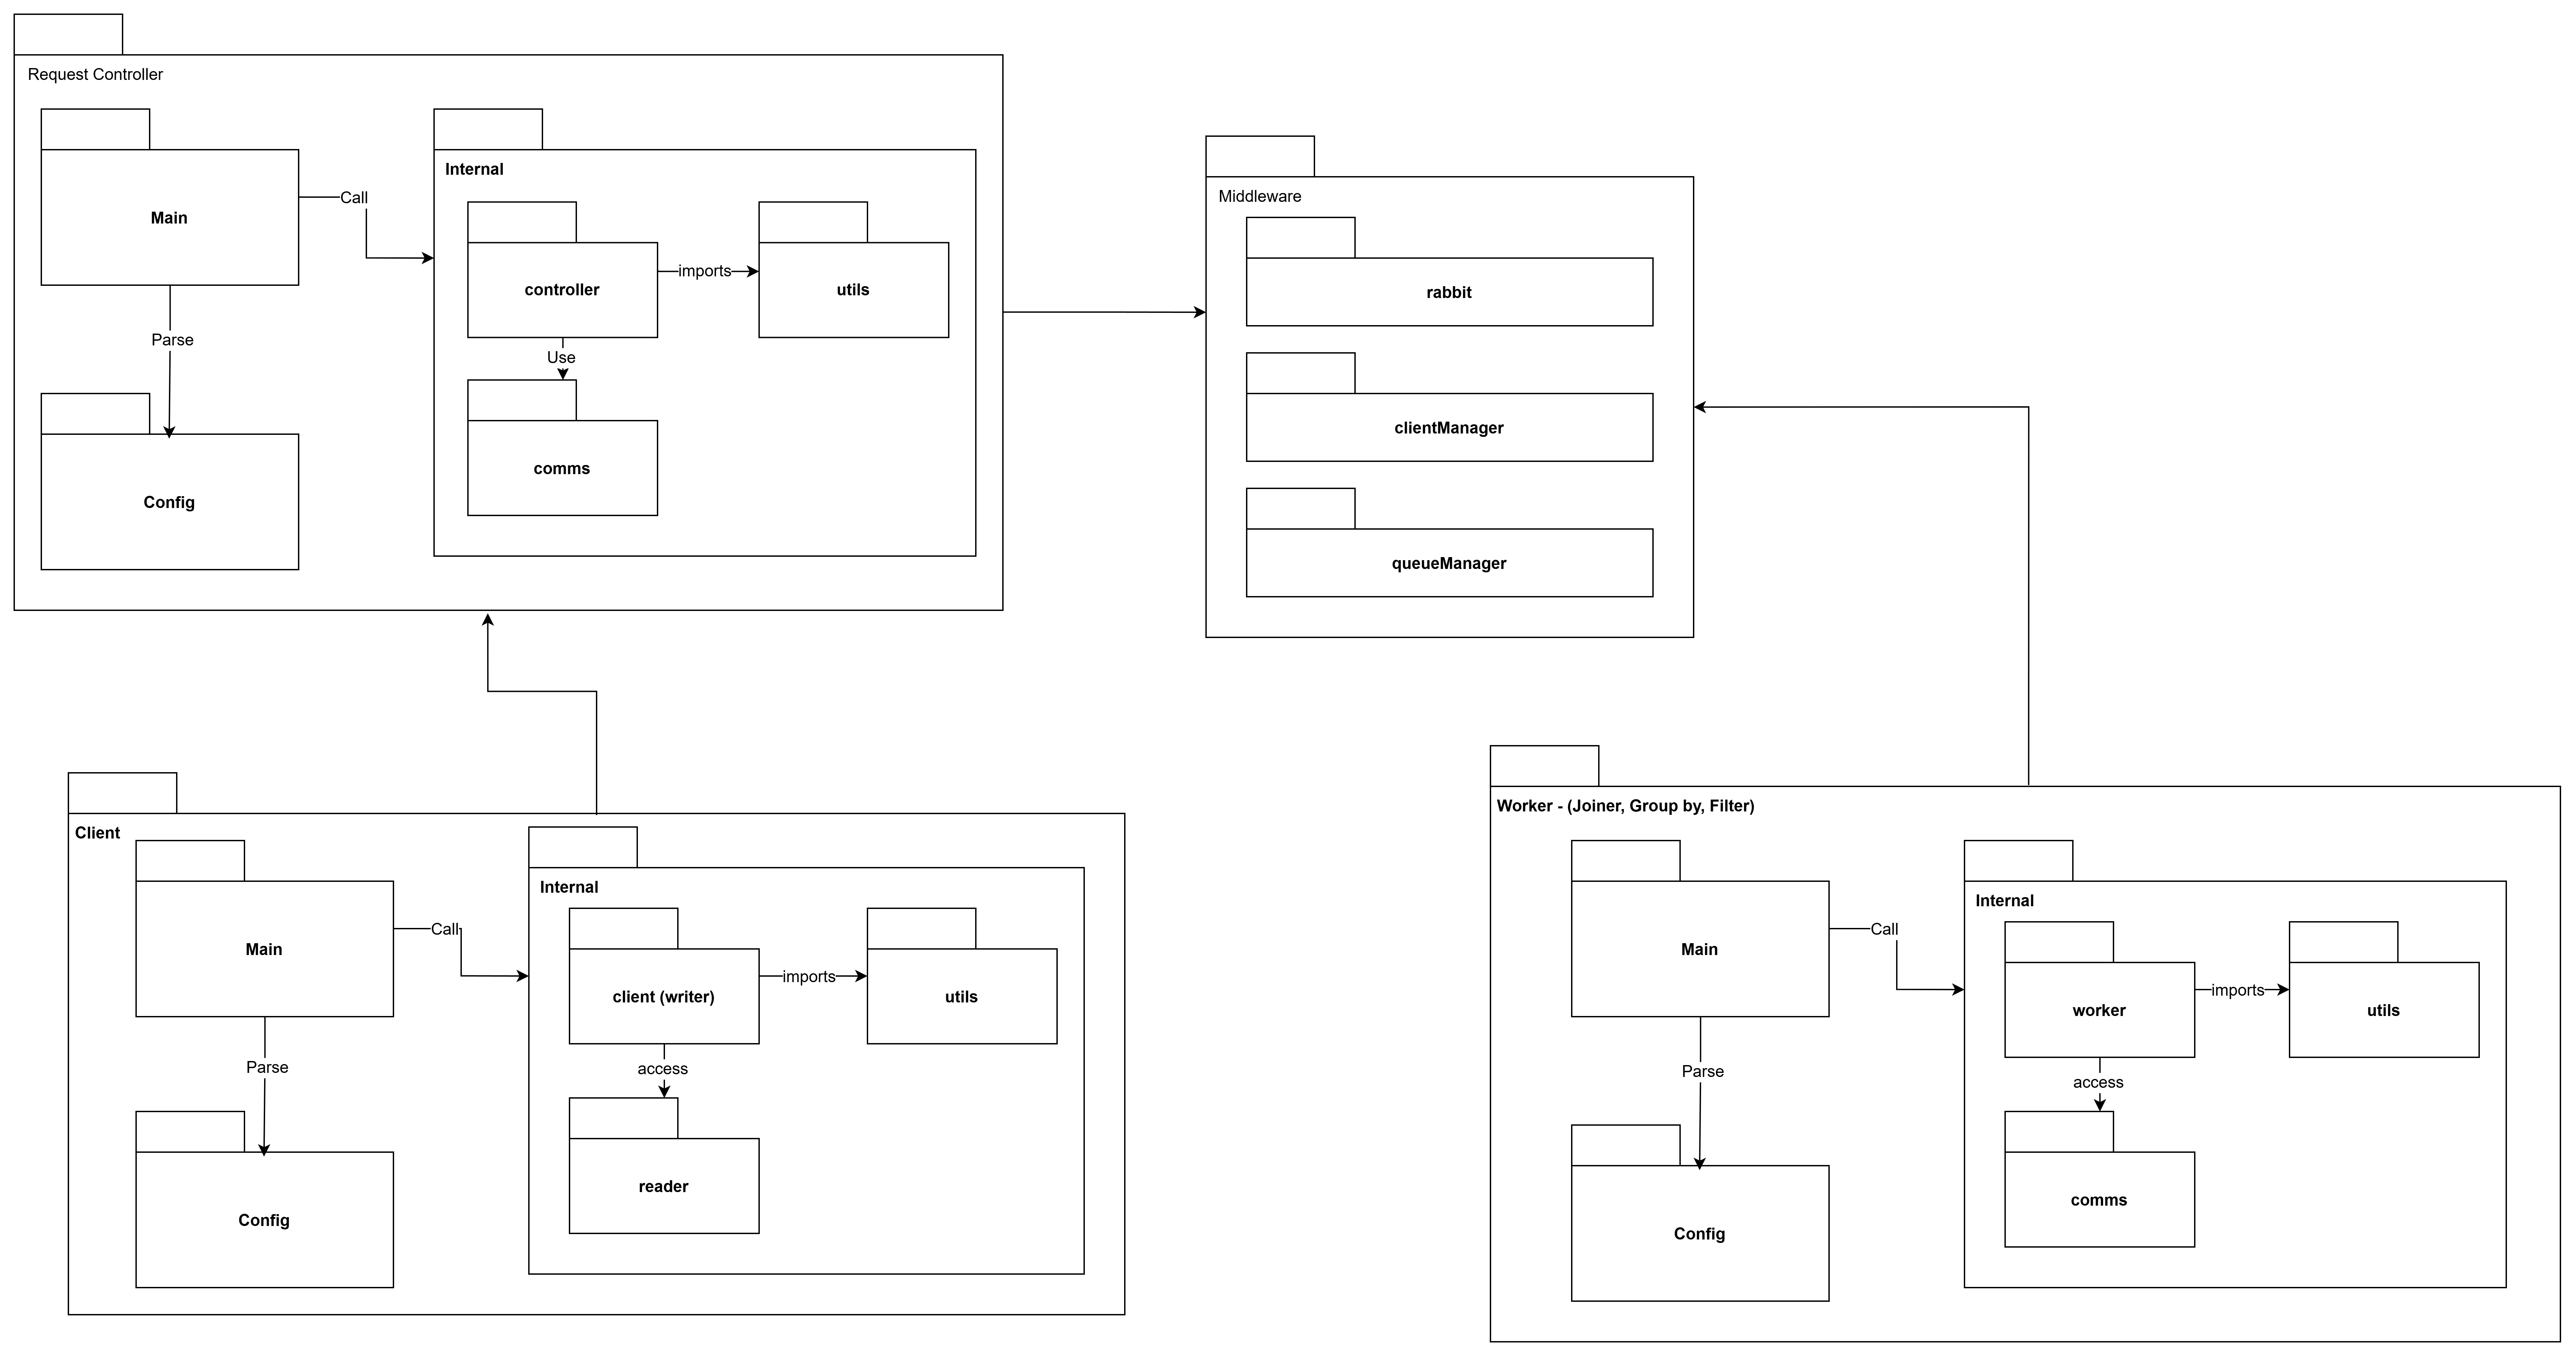 Request Controller
Main
Call
Parse
Config
Internal
controller
imports
utils
Use
comms
Middleware
rabbit
clientManager
queueManager
Client
Main
Call
Parse
Config
Internal
client (writer)
imports
utils
access
reader
Worker - (Joiner, Group by, Filter)
Main
Call
Parse
Config
Internal
worker
imports
utils
access
comms